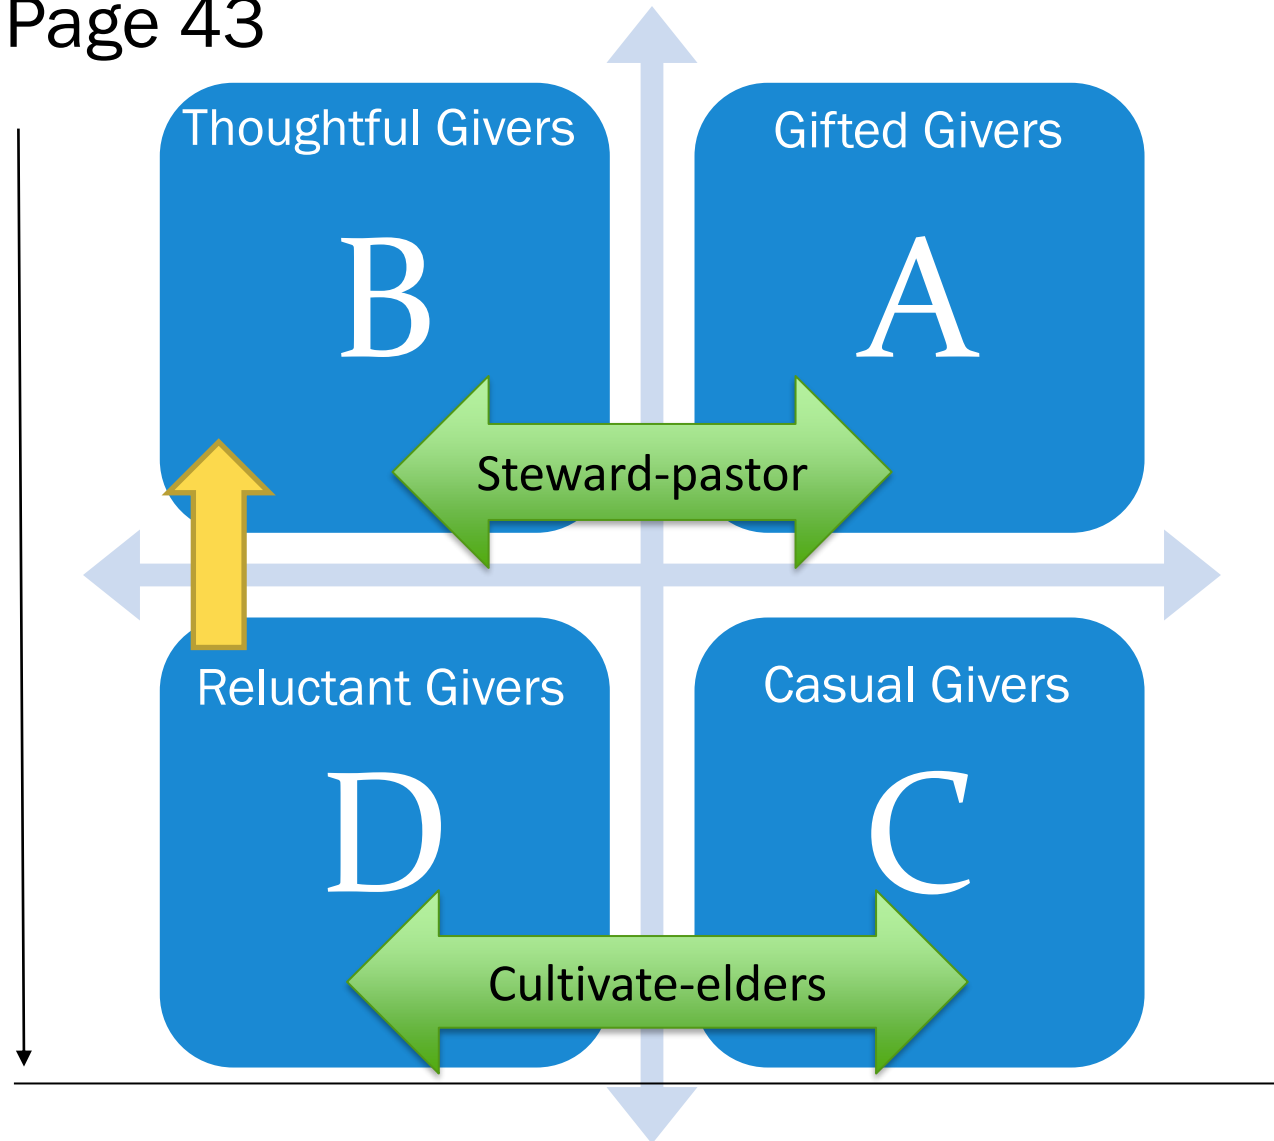 Page 43
Thoughtful Givers
Gifted Givers
B
A
Steward-pastor
Reluctant Givers
Casual Givers
D
C
Cultivate-elders